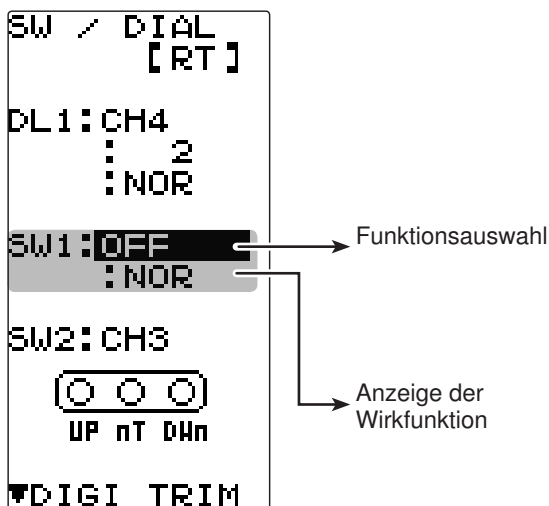 SW / DIAL
[RT]
DL1:CH4
: 2
:NOR
SW1:OFF
:NOR
SW2:CH3
UP nT DWn
▼DIGI TRIM
Funktionsauswahl
Anzeige der
Wirkfunktion